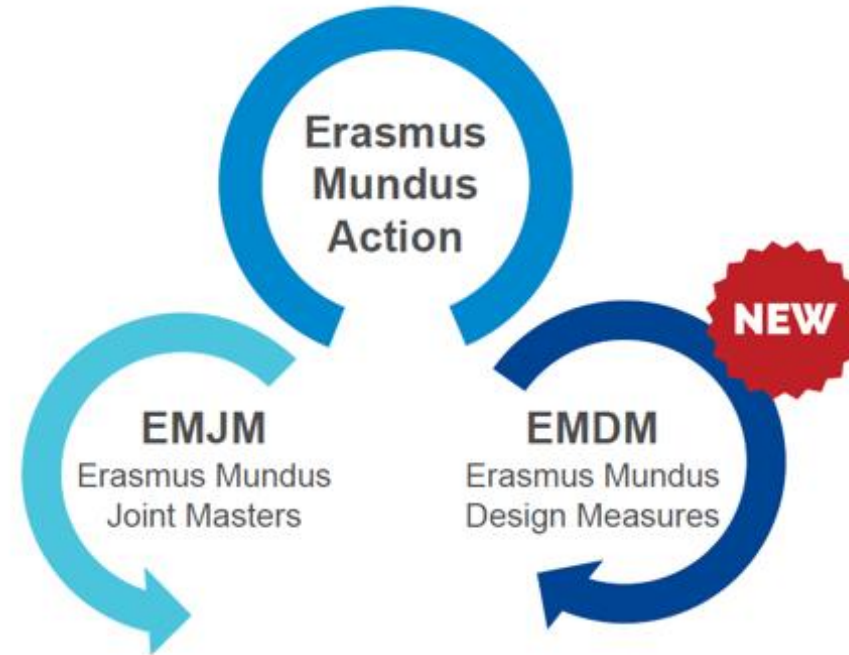 Erasmus
Mundus
Action
NEW
EMJM
Erasmus Mundus
Joint Masters
EMDM
Erasmus Mundus
Design Measures